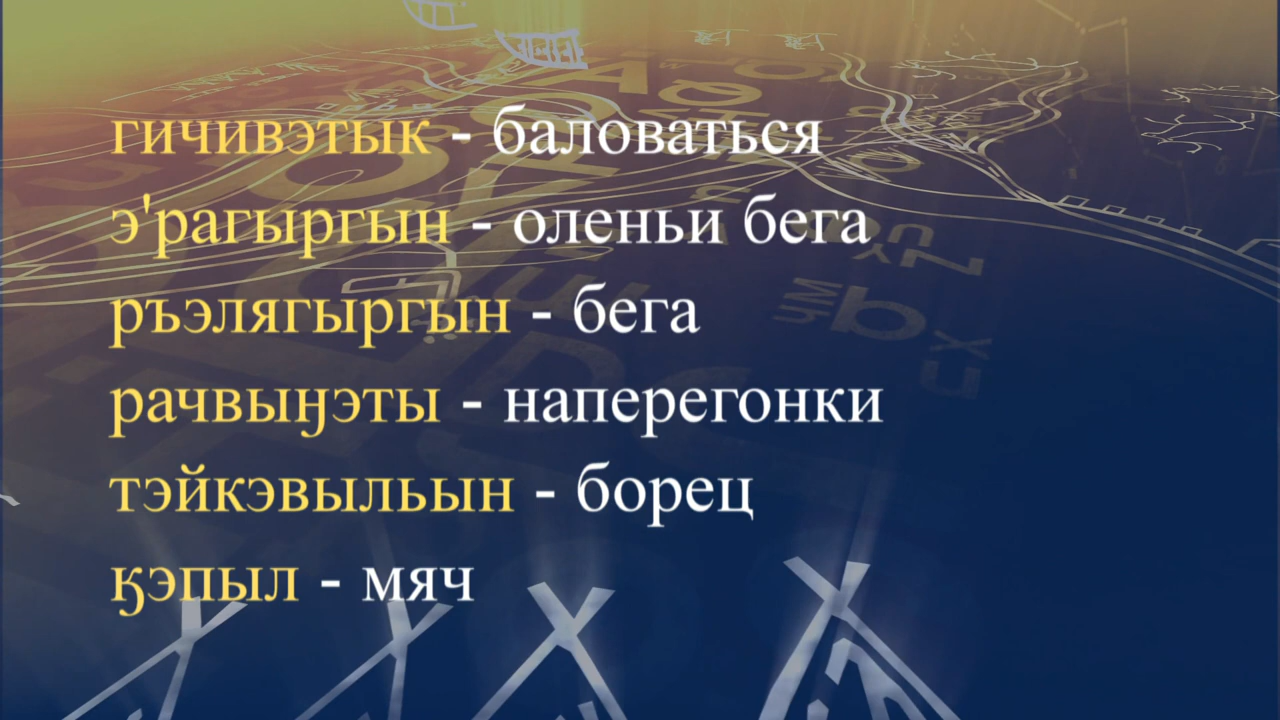 гичивэтык - баловаться
э'рагыргын - оленьи бега
ръэлягыргын - бега
рачвыӈэты - наперегонки
тэйкэвыльын - борец
ӄэпыл - мяч